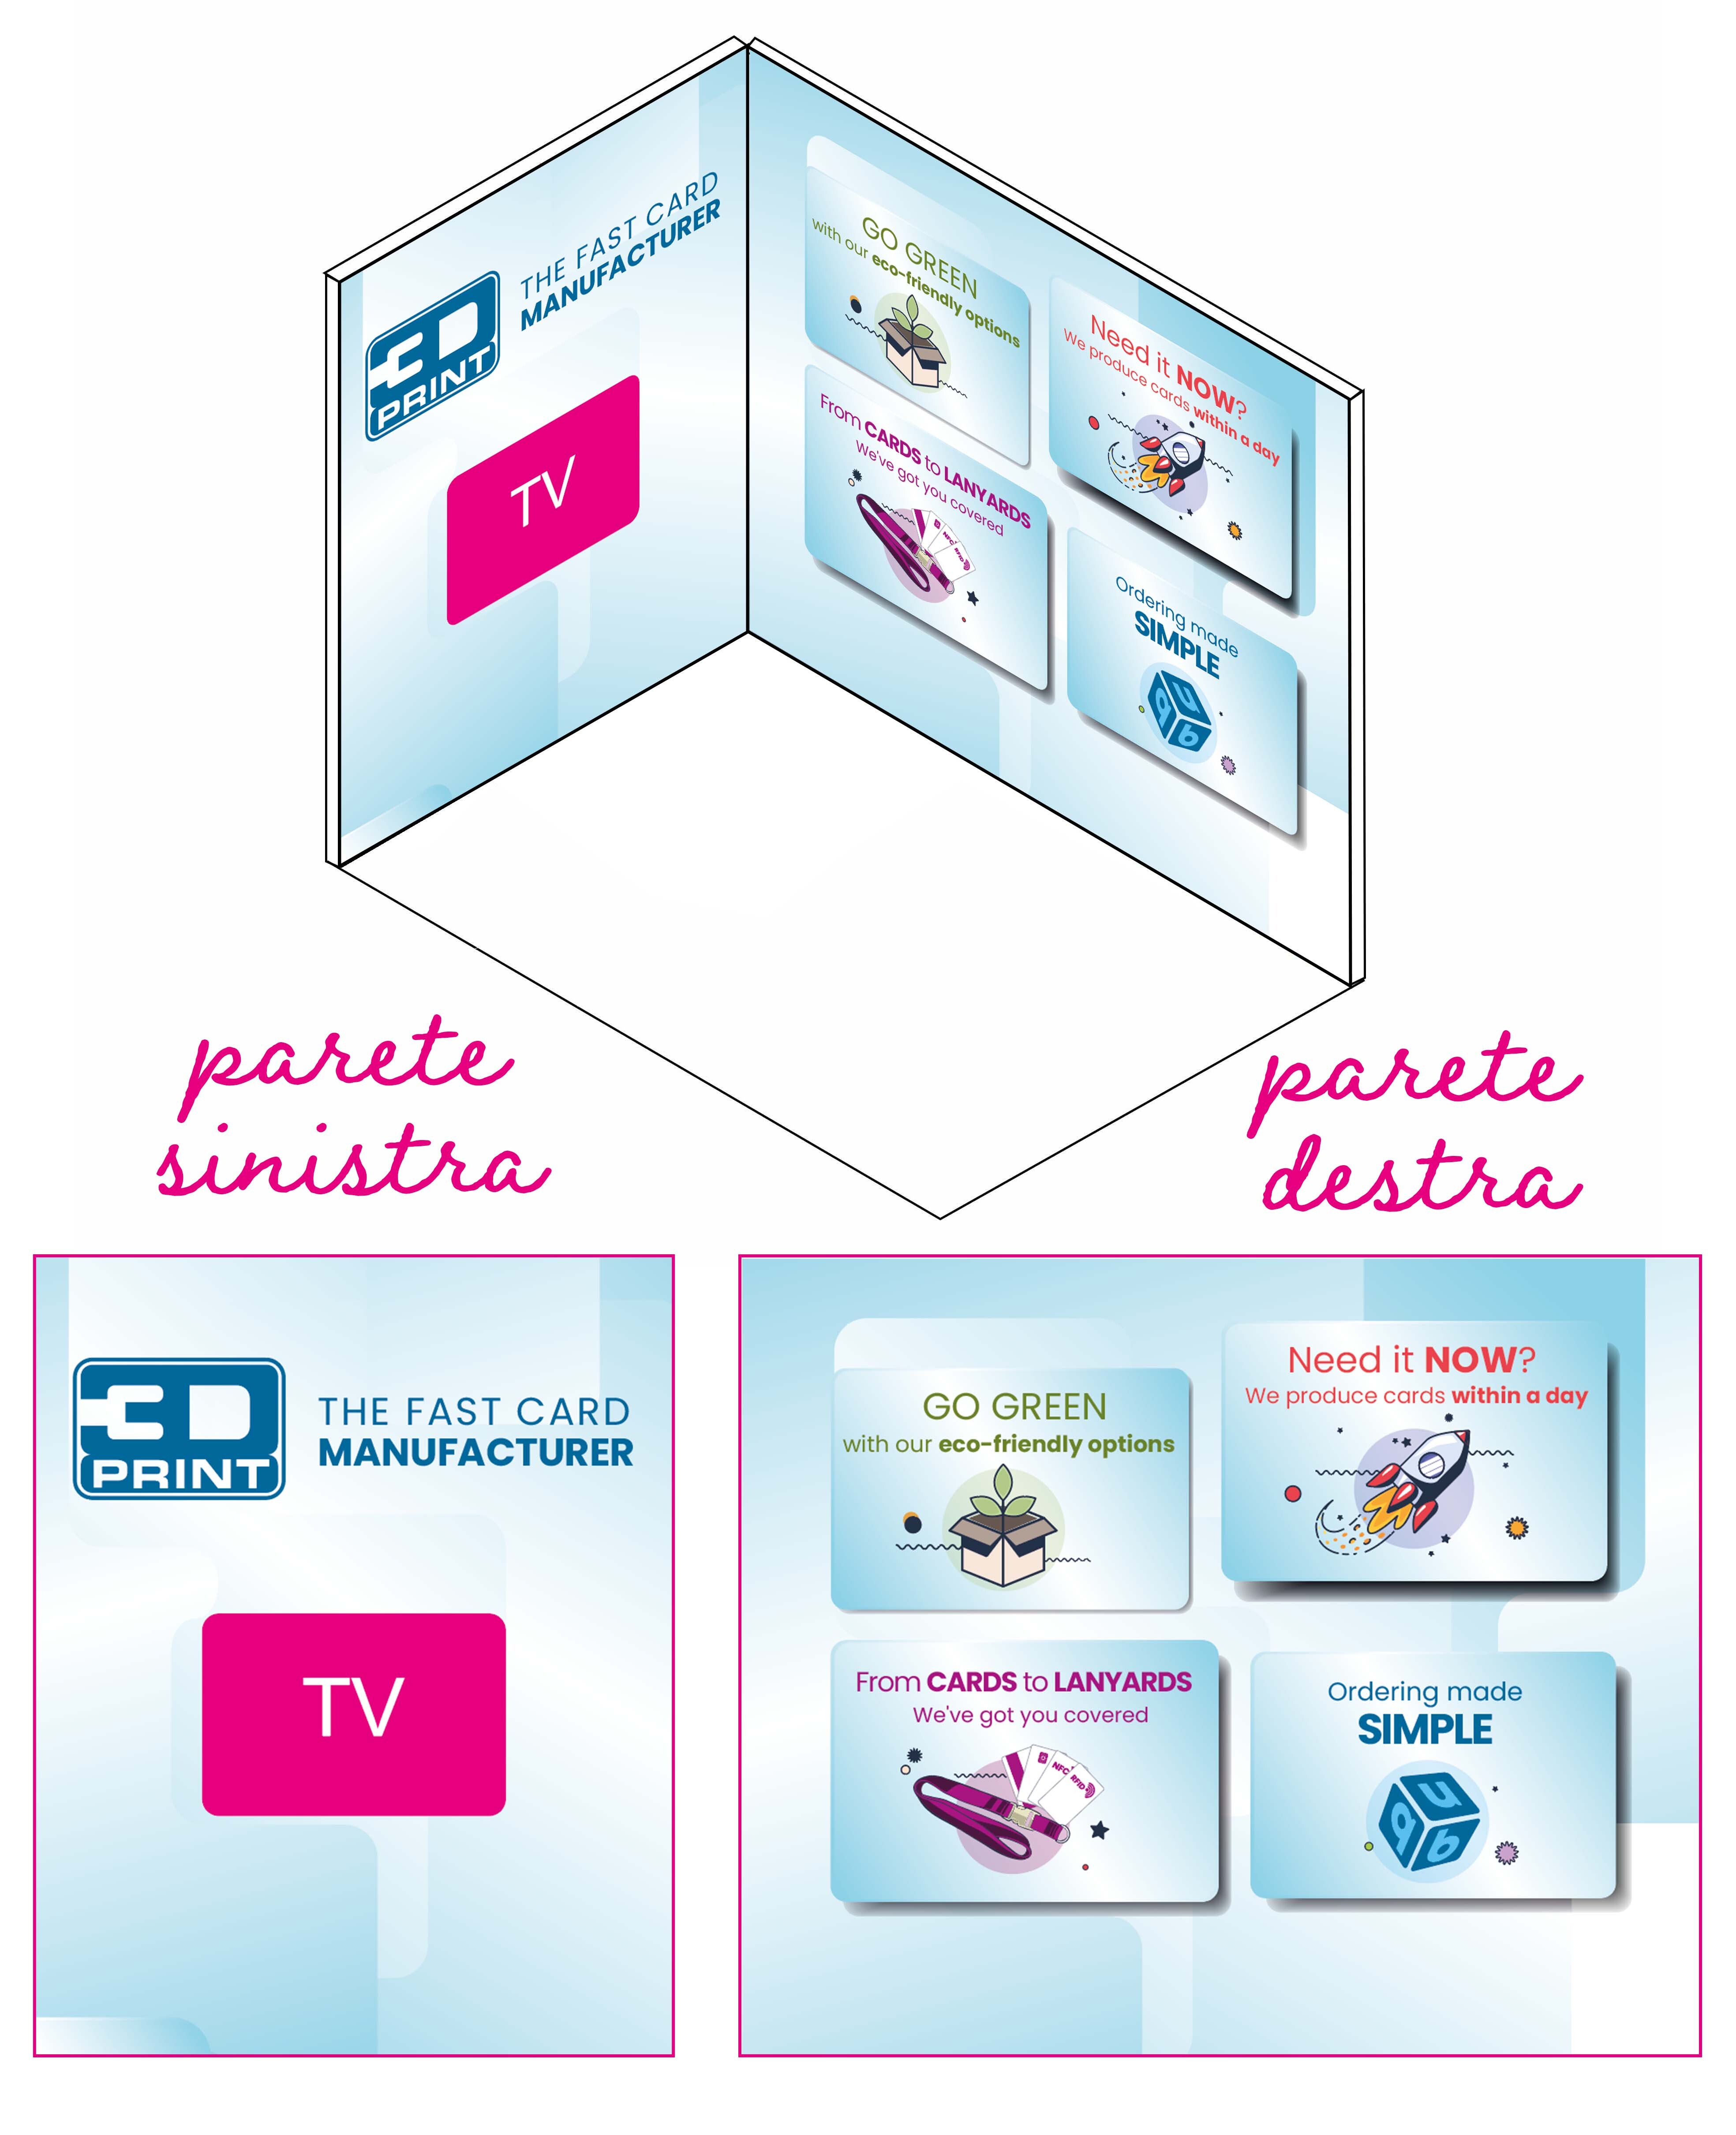 3D
PRINT
THE FAST CARD
MANUFACTURER
TV
GO GREEN
with our eco-friendly options
Need it NOW?
We produce cards within a day
From CARDS to LANYARDS
We've got you covered
NFC
RFID
Ordering made
SIMPLE
q
u
b
parete
sinistra
parete
destra
3D
PRINT
THE FAST CARD
MANUFACTURER
TV
GO GREEN
with our eco-friendly options
Need it NOW?
We produce cards within a day
From CARDS to LANYARDS
We've got you covered
NFC
RFID
Ordering made
SIMPLE
q
u
b